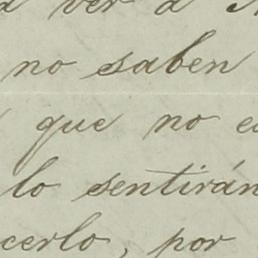 ver á
no saben
que no
lo sentirán
cerlo, por